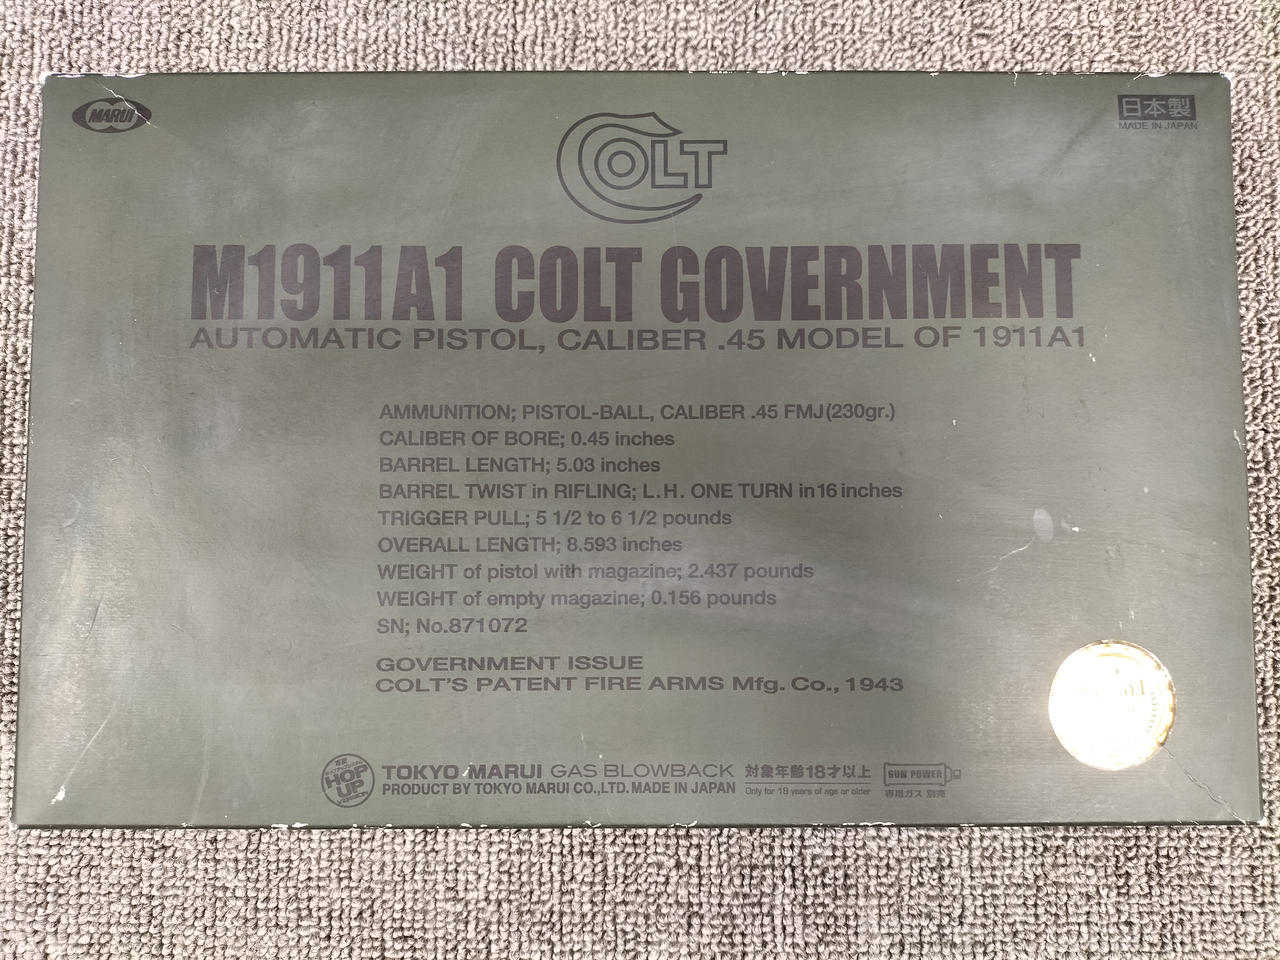 MARUI
日本製
MADE IN JAPAN
COLT
M1911A1 COLT GOVERNMENT
AUTOMATIC PISTOL, CALIBER .45 MODEL OF 1911A1
AMMUNITION; PISTOL-BALL, CALIBER .45 FMJ(230gr.)
CALIBER OF BORE; 0.45 inches
BARREL LENGTH; 5.03 inches
BARREL TWIST in RIFLING; L.H. ONE TURN in 16 inches
TRIGGER PULL; 5 1/2 to 6 1/2 pounds
OVERALL LENGTH; 8.593 inches
WEIGHT of pistol with magazine; 2.437 pounds
WEIGHT of empty magazine; 0.156 pounds
SN; No.871072
GOVERNMENT ISSUE
COLT'S PATENT FIRE ARMS Mfg. Co., 1943
HOP
UP
TOKYO MARUI GAS BLOWBACK
PRODUCT BY TOKYO MARUI CO.,LTD. MADE IN JAPAN
対象年齢18才以上
Only for 18 years of age or older
GUN POWER
専用ガス 別売